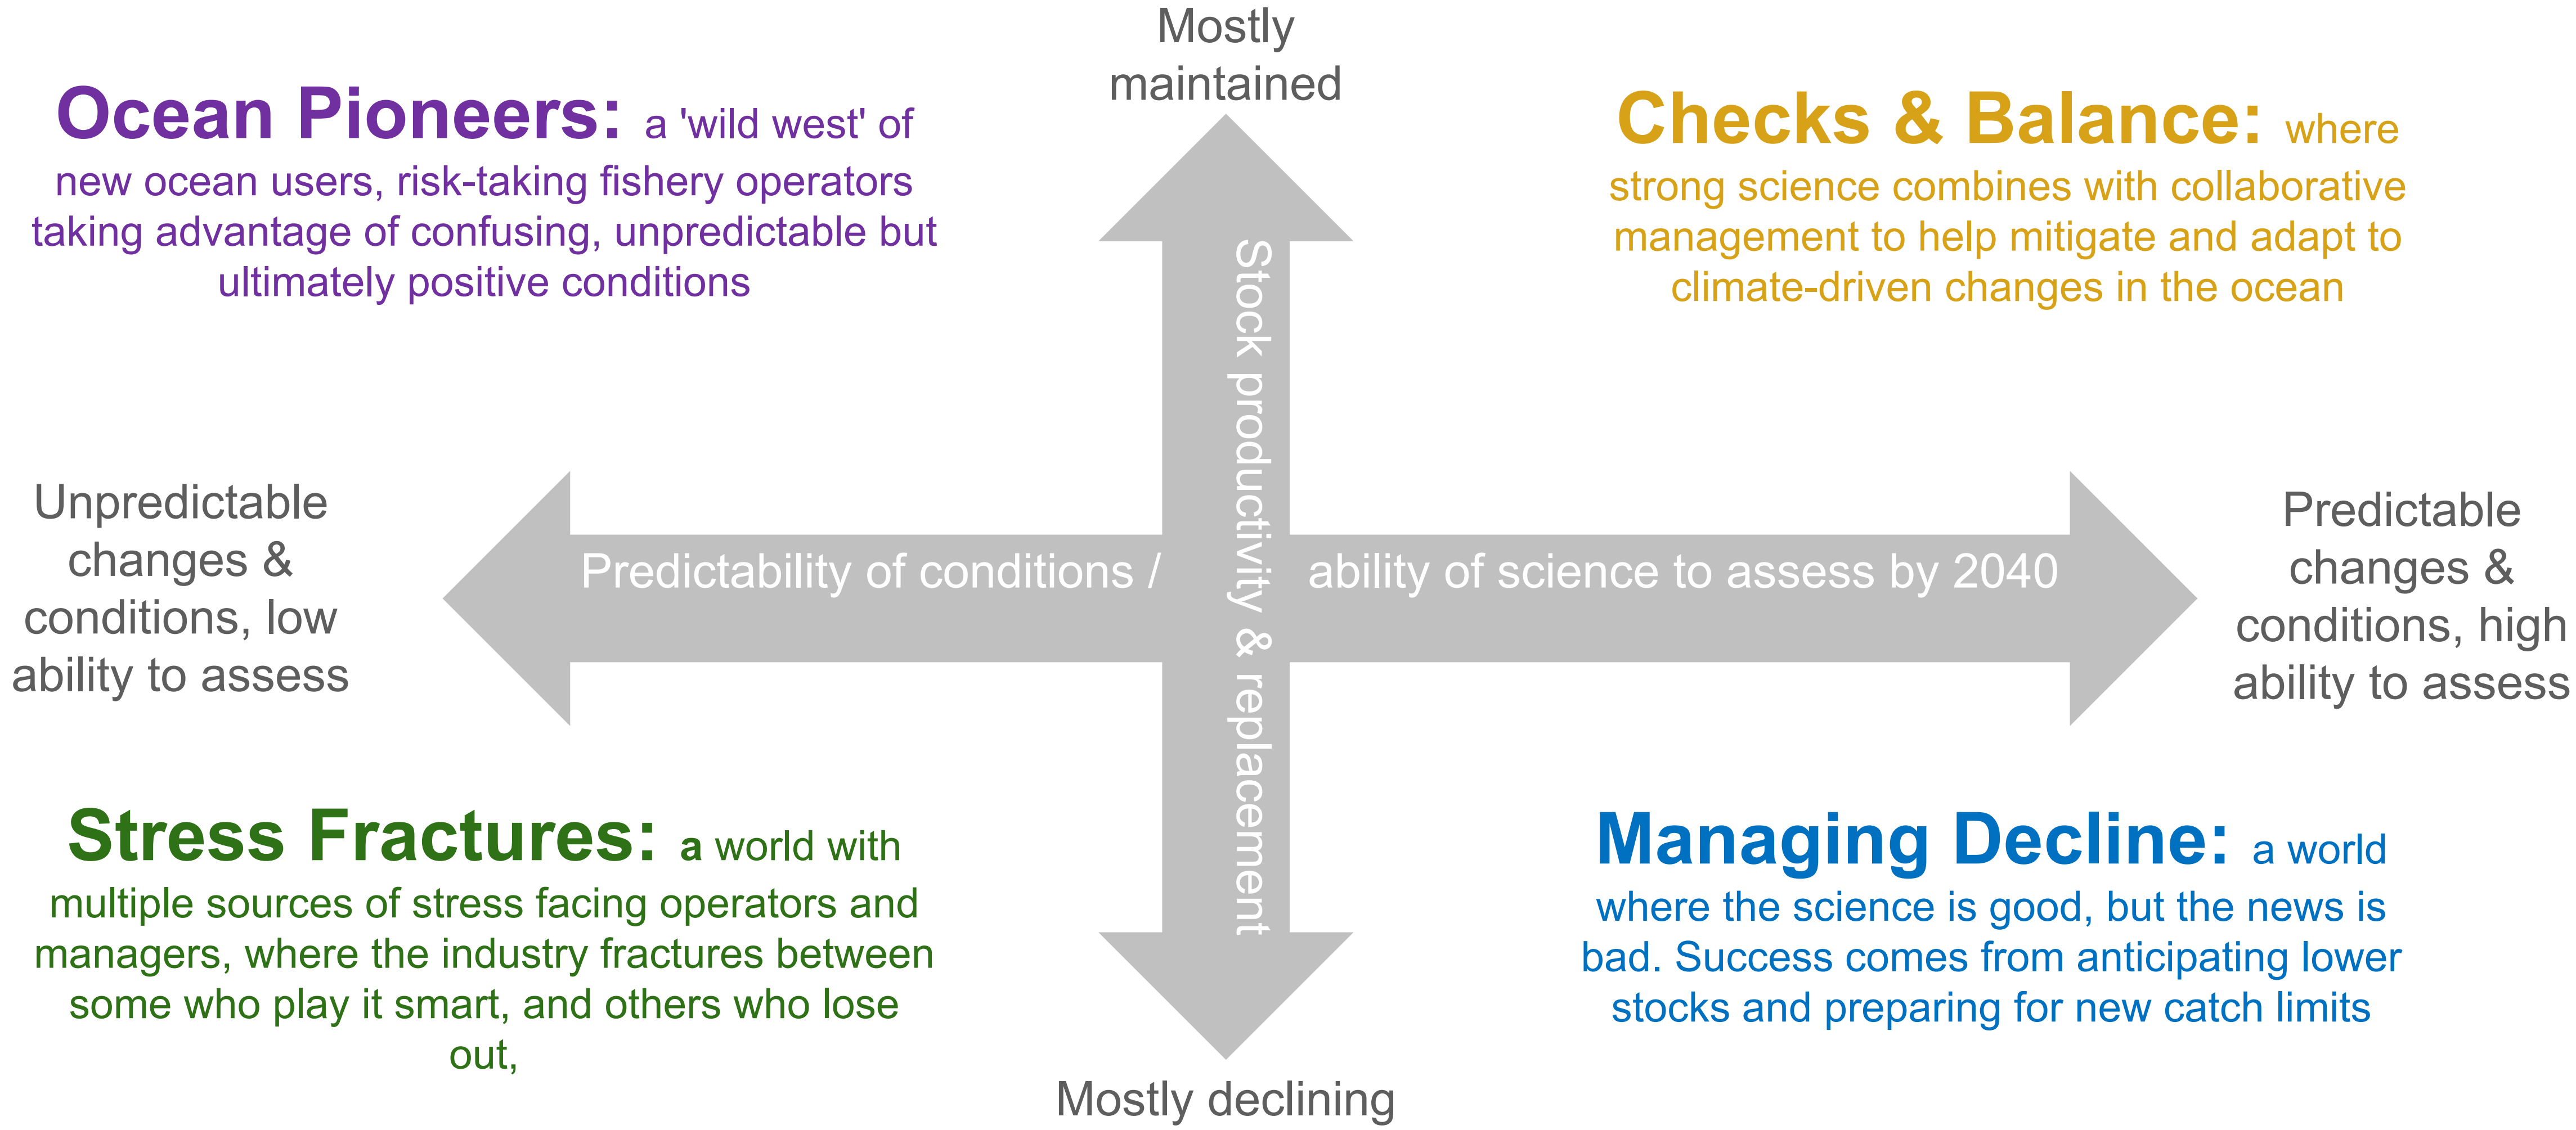 Mostly
maintained
Ocean Pioneers: a 'wild west' of
new ocean users, risk-taking fishery operators
taking advantage of confusing, unpredictable but
ultimately positive conditions
Checks & Balance: where
strong science combines with collaborative
management to help mitigate and adapt to
climate-driven changes in the ocean
Stock productivity & replacement
Unpredictable
changes &
conditions, low
ability to assess
Predictability of conditions / ability of science to assess by 2040
Predictable
changes &
conditions, high
ability to assess
Stress Fractures: a world with
multiple sources of stress facing operators and
managers, where the industry fractures between
some who play it smart, and others who lose
out,
Managing Decline: a world
where the science is good, but the news is
bad. Success comes from anticipating lower
stocks and preparing for new catch limits
Mostly declining